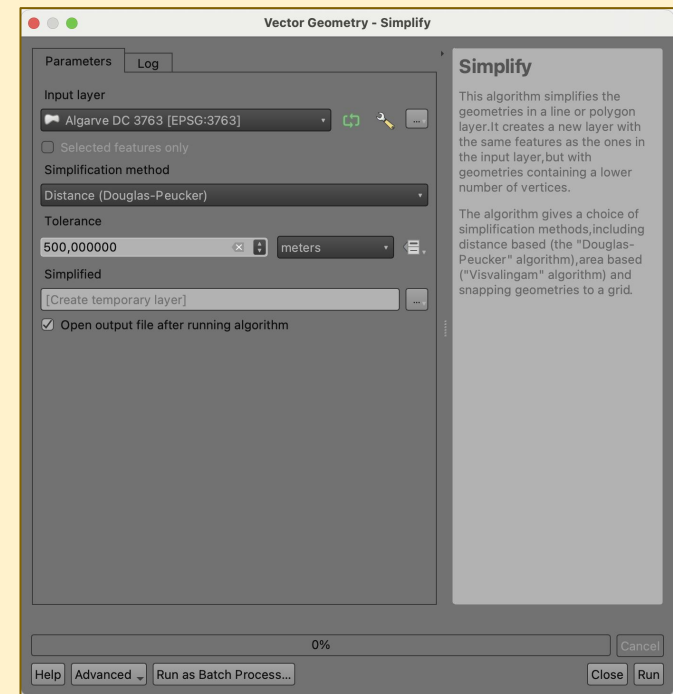 Vector Geometry - Simplify
Parameters
Log
Input layer
Algarve DC 3763 [EPSG:3763]
...
Selected features only
Simplification method
Distance (Douglas-Peucker)
Tolerance
500,000000
meters
Simplified
[Create temporary layer]
...
Open output file after running algorithm
Simplify
This algorithm simplifies the
geometries in a line or polygon
layer.It creates a new layer with
the same features as the ones in
the input layer,but with
geometries containing a lower
number of vertices.
The algorithm gives a choice of
simplification methods,including
distance based (the "Douglas-
Peucker" algorithm),area based
("Visvalingam" algorithm) and
snapping geometries to a grid.
0%
Cancel
Help
Advanced
Run as Batch Process...
Close
Run